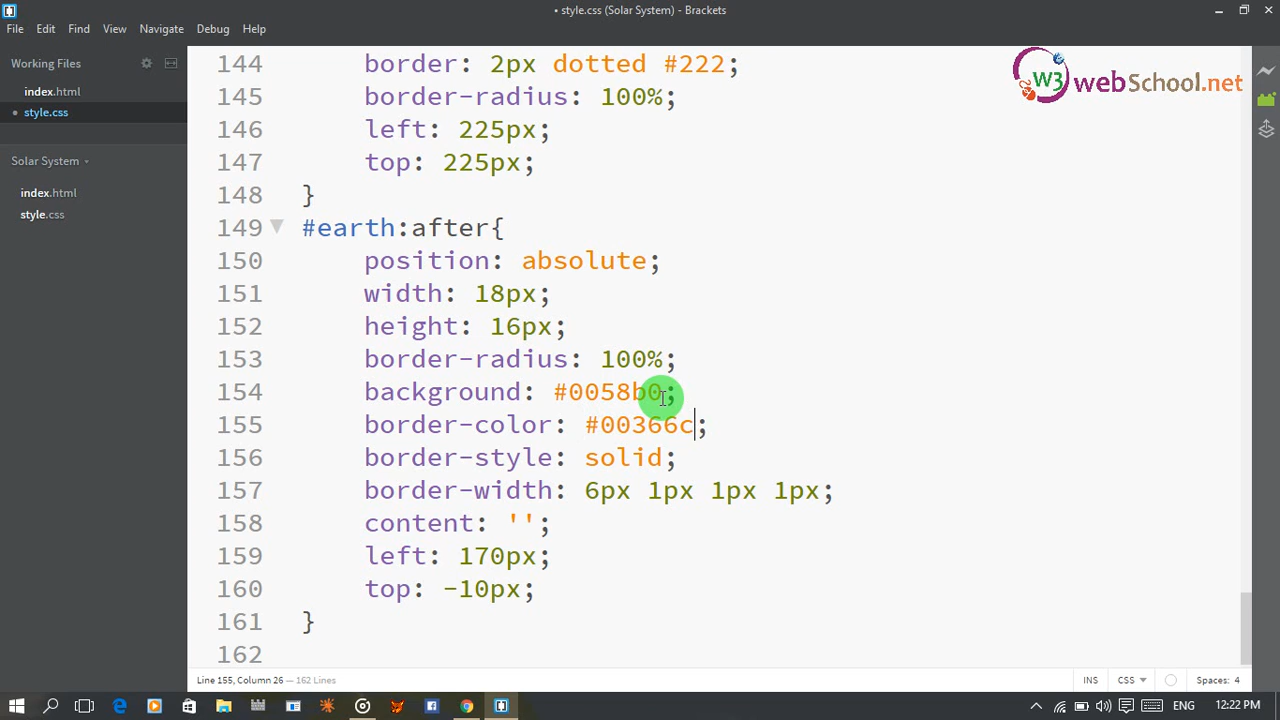 • style.css (Solar System) - Brackets
File Edit Find View Navigate Debug Help
Working Files
index.html
• style.css
Solar System
index.html
style.css
W3 webSchool.net
144 border: 2px dotted #222;
145 border-radius: 100%;
146 left: 225px;
147 top: 225px;
148 }
149 #earth:after{
150 position: absolute;
151 width: 18px;
152 height: 16px;
153 border-radius: 100%;
154 background: #0058b0;
155 border-color: #00366c;
156 border-style: solid;
157 border-width: 6px 1px 1px 1px;
158 content: '';
159 left: 170px;
160 top: -10px;
161 }
162
Line 155, Column 26 — 162 Lines
INS CSS Spaces: 4
ENG 12:22 PM